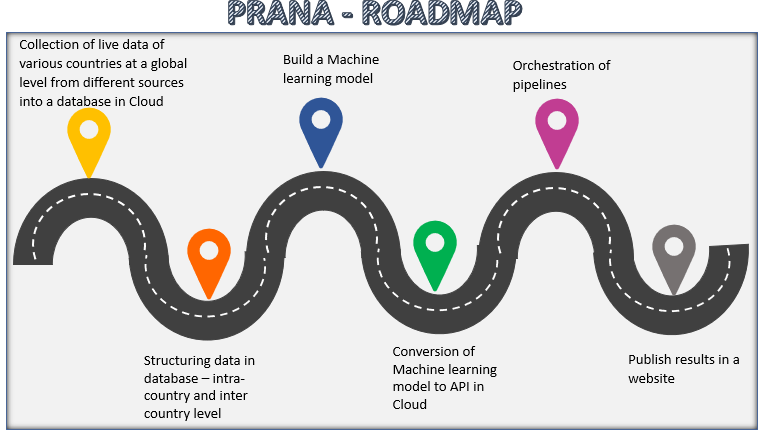 PRANA - ROADMAP
Collection of live data of
various countries at a global
level from different sources
into a database in Cloud
Build a Machine
learning model
Orchestration of
pipelines
Structuring data in
database – intra-
country and inter
country level
Conversion of
Machine learning
model to API in
Cloud
Publish results in a
website